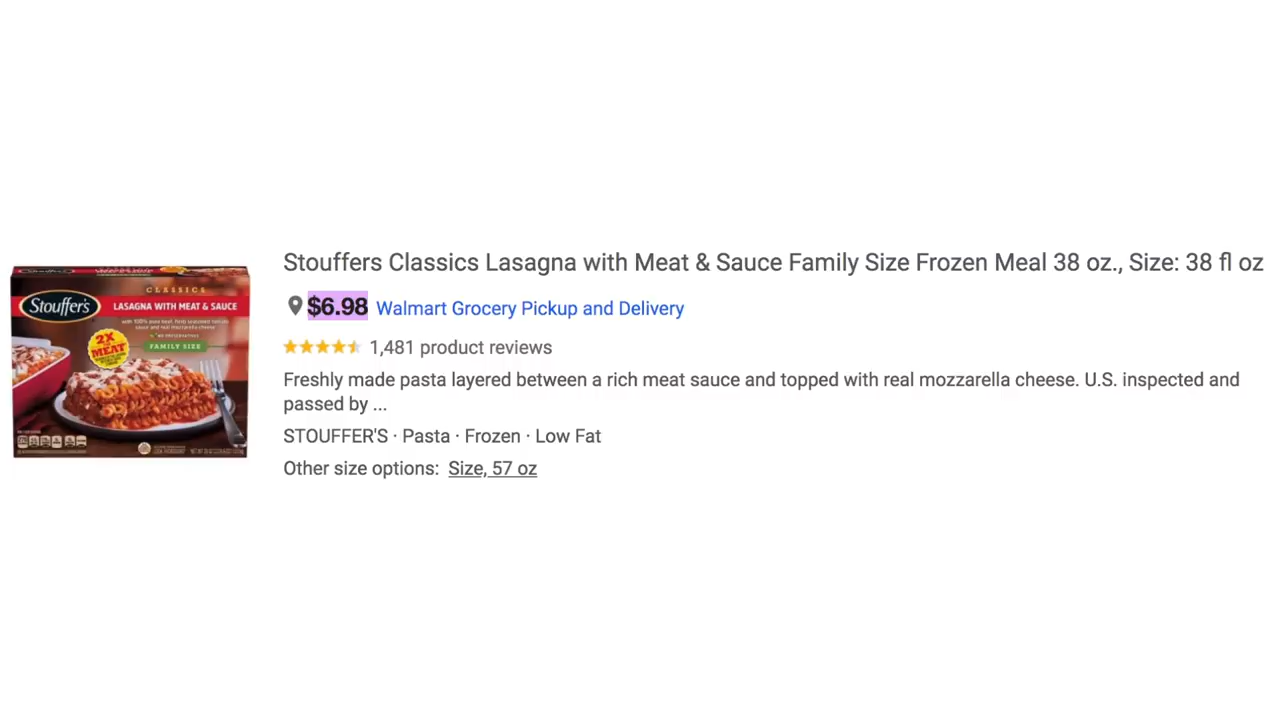 Stouffers Classics Lasagna with Meat & Sauce Family Size Frozen Meal 38 oz., Size: 38 fl oz
$6.98 Walmart Grocery Pickup and Delivery
1,481 product reviews
Freshly made pasta layered between a rich meat sauce and topped with real mozzarella cheese. U.S. inspected and
passed by ...
STOUFFER'S · Pasta · Frozen · Low Fat
Other size options: Size, 57 oz
CLASSICS
Stouffer's
LASAGNA WITH MEAT & SAUCE
2X
MEAT
FAMILY SIZE